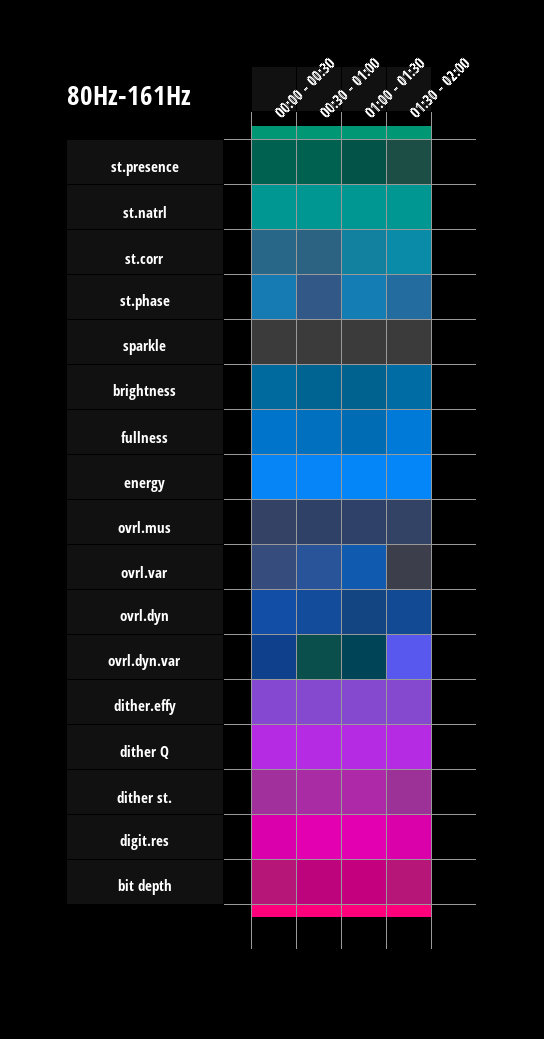 80Hz-161Hz
00:00 - 00:30
00:30 - 01:00
01:00 - 01:30
01:30 - 02:00
st.presence
st.natrl
st.corr
st.phase
sparkle
brightness
fullness
energy
ovrl.mus
ovrl.var
ovrl.dyn
ovrl.dyn.var
dither.effy
dither Q
dither st.
digit.res
bit depth